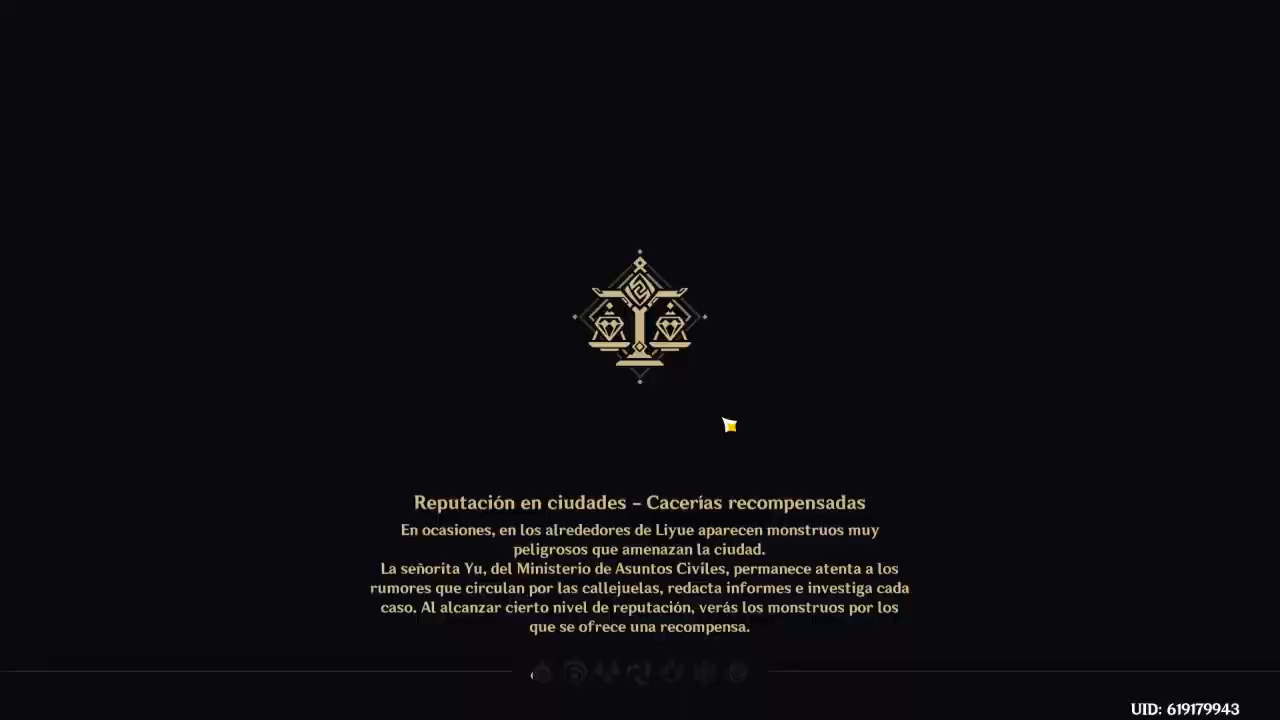 Reputación en ciudades – Cacerías recompensadas
En ocasiones, en los alrededores de Liyue aparecen monstruos muy
peligrosos que amenazan la ciudad.
La señorita Yu, del Ministerio de Asuntos Civiles, permanece atenta a los
rumores que circulan por las callejuelas, redacta informes e investiga cada
caso. Al alcanzar cierto nivel de reputación, verás los monstruos por los
que se ofrece una recompensa.
UID: 619179943